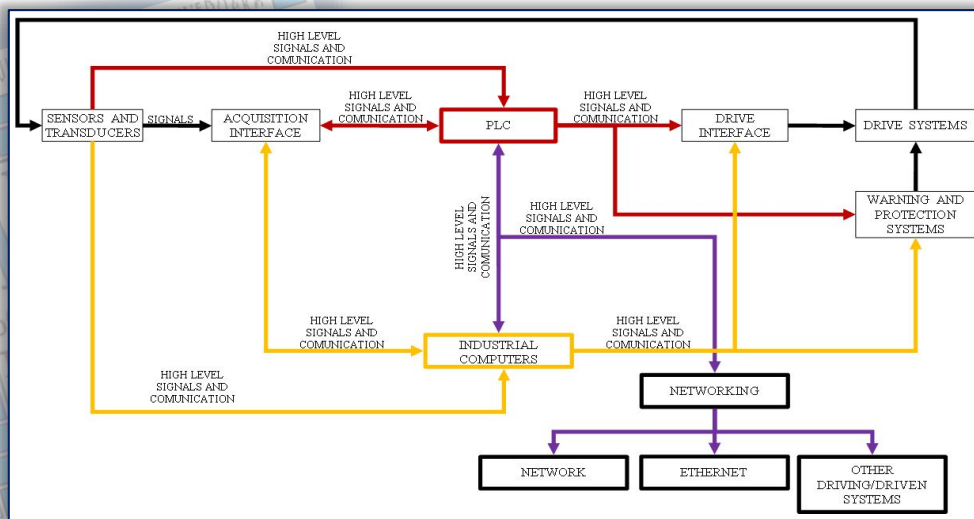 HIGH LEVEL
SIGNALS AND
COMUNICATION
HIGH LEVEL
SIGNALS AND
COMUNICATION
HIGH LEVEL
SIGNALS AND
COMUNICATION
SENSORS AND
TRANSDUCERS
SIGNALS
ACQUISITION
INTERFACE
PLC
DRIVE
INTERFACE
DRIVE SYSTEMS
WARNING AND
PROTECTION
SYSTEMS
HIGH LEVEL
SIGNALS AND
COMUNICATION
HIGH LEVEL
SIGNALS AND
COMUNICATION
HIGH LEVEL
SIGNALS AND
COMUNICATION
HIGH LEVEL
SIGNALS AND
COMUNICATION
INDUSTRIAL
COMPUTERS
HIGH LEVEL
SIGNALS AND
COMUNICATION
NETWORKING
NETWORK
ETHERNET
OTHER
DRIVING/DRIVEN
SYSTEMS